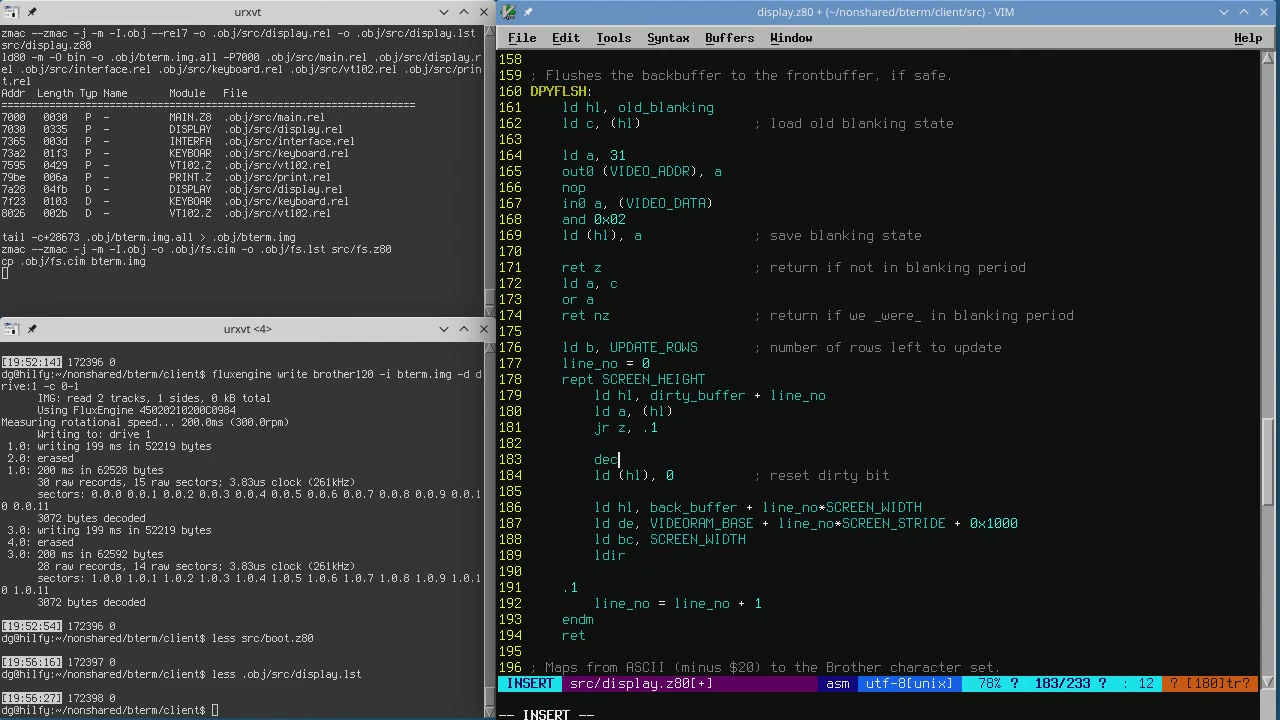 urxvt
zmac --zmac -j -m -I.obj --rel7 -o .obj/src/display.rel -o .obj/src/display.lst
src/display.z80
ld80 -m -O bin -o .obj/bterm.img.all -P7000 .obj/src/main.rel .obj/src/display.r
el .obj/src/interface.rel .obj/src/keyboard.rel .obj/src/vt102.rel .obj/src/prin
t.rel
Addr   Length Typ Name       Module   File
================================================================
7000   0030   P   –          MAIN.Z8  .obj/src/main.rel
7030   0335   P   –          DISPLAY  .obj/src/display.rel
7365   003d   P   –          INTERFA  .obj/src/interface.rel
73a2   01f3   P   –          KEYBOAR  .obj/src/keyboard.rel
7595   0429   P   –          VT102.Z  .obj/src/vt102.rel
79be   006a   P   –          PRINT.Z  .obj/src/print.rel
7a28   04fb   D   –          DISPLAY  .obj/src/display.rel
7f23   0103   D   –          KEYBOAR  .obj/src/keyboard.rel
8026   002b   D   –          VT102.Z  .obj/src/vt102.rel
tail -c+28673 .obj/bterm.img.all > .obj/bterm.img
zmac --zmac -j -m -I.obj -o .obj/fs.cim -o .obj/fs.lst src/fs.z80
cp .obj/fs.cim bterm.img
urxvt <4>
[19:52:14] 172396 0
dg@hilfy:~/nonshared/bterm/client$ fluxengine write brother120 -i bterm.img -d d
rive:1 -c 0-1
IMG: read 2 tracks, 1 sides, 0 kB total
Using FluxEngine 4502021020C0984
Measuring rotational speed... 200.0ms (300.0rpm)
Writing to: drive 1
1.0: writing 199 ms in 52219 bytes
2.0: erased
1.0: 200 ms in 62528 bytes
30 raw records, 15 raw sectors; 3.83us clock (261kHz)
sectors: 0.0.0 0.0.1 0.0.2 0.0.3 0.0.4 0.0.5 0.0.6 0.0.7 0.0.8 0.0.9 0.0.1
0 0.0.11
3072 bytes decoded
3.0: writing 199 ms in 52219 bytes
4.0: erased
3.0: 200 ms in 62592 bytes
28 raw records, 14 raw sectors; 3.83us clock (261kHz)
sectors: 1.0.0 1.0.1 1.0.2 1.0.3 1.0.4 1.0.5 1.0.6 1.0.7 1.0.8 1.0.9 1.0.1
0 1.0.11
3072 bytes decoded
[19:52:54] 172396 0
dg@hilfy:~/nonshared/bterm/client$ less src/boot.z80
[19:56:16] 172397 0
dg@hilfy:~/nonshared/bterm/client$ less .obj/src/display.lst
[19:56:27] 172398 0
dg@hilfy:~/nonshared/bterm/client$
display.z80 + (~/nonshared/bterm/client/src) - VIM
File Edit Tools Syntax Buffers Window Help
158
159 ; Flushes the backbuffer to the frontbuffer, if safe.
160 DPYFLSH:
161     ld hl, old_blanking
162     ld c, (hl)              ; load old blanking state
163
164     ld a, 31
165     out0 (VIDEO_ADDR), a
166     nop
167     in0 a, (VIDEO_DATA)
168     and 0x02
169     ld (hl), a              ; save blanking state
170
171     ret z                   ; return if not in blanking period
172     ld a, c
173     or a
174     ret nz                  ; return if we _were_ in blanking period
175
176     ld b, UPDATE_ROWS       ; number of rows left to update
177     line_no = 0
178     rept SCREEN_HEIGHT
179         ld hl, dirty_buffer + line_no
180         ld a, (hl)
181         jr z, .1
182
183         dec
184         ld (hl), 0          ; reset dirty bit
185
186         ld hl, back_buffer + line_no*SCREEN_WIDTH
187         ld de, VIDEORAM_BASE + line_no*SCREEN_STRIDE + 0x1000
188         ld bc, SCREEN_WIDTH
189         ldir
190
191     .1
192         line_no = line_no + 1
193     endm
194     ret
195
196 ; Maps from ASCII (minus $20) to the Brother character set.
INSERT src/display.z80[+] asm utf-8[unix] 78% ? 183/233 ? : 12 ? [180]tr?
-- INSERT --